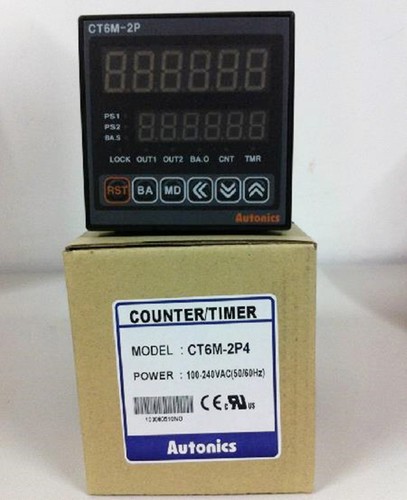 CT6M-2P
PS1
PS2
BA.S
LOCK OUT1 OUT2 BA.O CNT TMR
RST BA MD
Autonics
COUNTER/TIMER
MODEL : CT6M-2P4
POWER : 100-240VAC(50/60Hz)
CE c US
Autonics